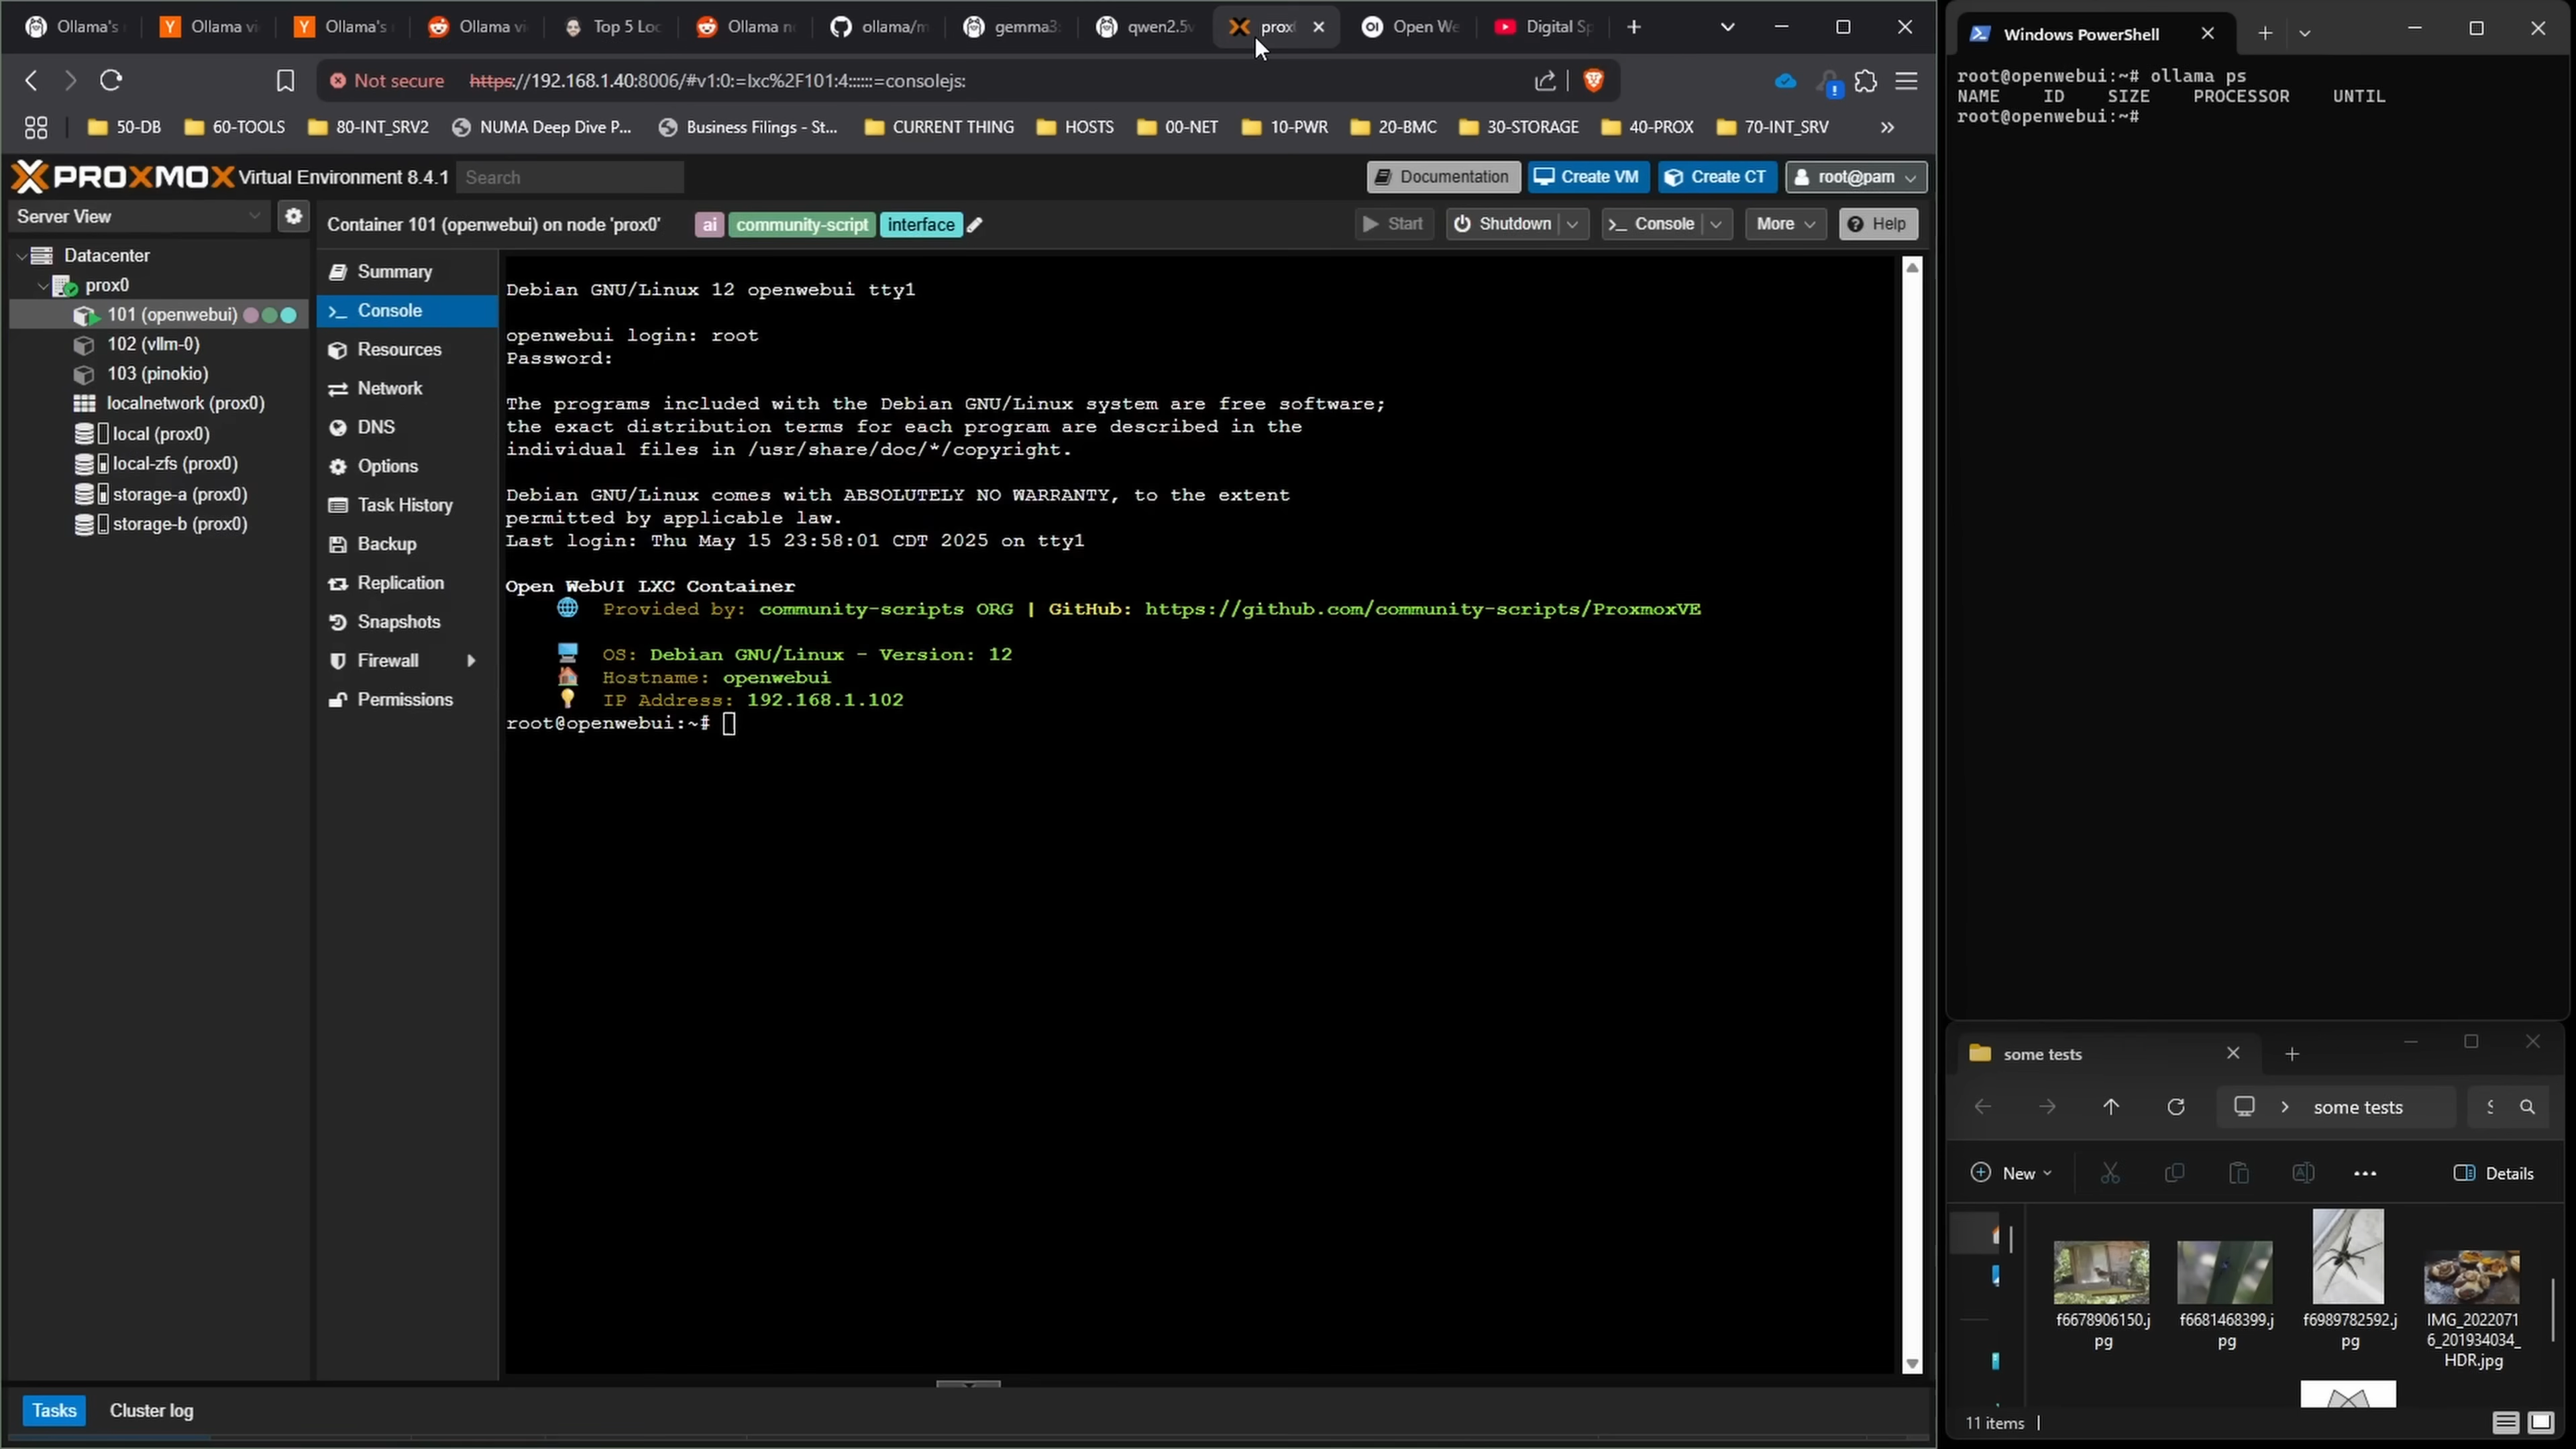 Ollama's
Ollama vi
Ollama's
Ollama vi
Top 5 Loc
Ollama n
ollama/m
gemma3:
qwen2.5v
prox
Open We
Digital Sp
Not secure
https://192.168.1.40:8006/#v1:0:=lxc%2F101:4::::::=consolejs:
50-DB
60-TOOLS
80-INT_SRV2
NUMA Deep Dive P...
Business Filings - St...
CURRENT THING
HOSTS
00-NET
10-PWR
20-BMC
30-STORAGE
40-PROX
70-INT_SRV
»
PROXMOX Virtual Environment 8.4.1
Search
Documentation
Create VM
Create CT
root@pam
Server View
Container 101 (openwebui) on node 'prox0'
ai
community-script
interface
Start
Shutdown
Console
More
Help
Datacenter
prox0
101 (openwebui)
102 (vllm-0)
103 (pinokio)
localnetwork (prox0)
local (prox0)
local-zfs (prox0)
storage-a (prox0)
storage-b (prox0)
Summary
Console
Resources
Network
DNS
Options
Task History
Backup
Replication
Snapshots
Firewall
Permissions
Debian GNU/Linux 12 openwebui tty1
openwebui login: root
Password:
The programs included with the Debian GNU/Linux system are free software;
the exact distribution terms for each program are described in the
individual files in /usr/share/doc/*/copyright.
Debian GNU/Linux comes with ABSOLUTELY NO WARRANTY, to the extent
permitted by applicable law.
Last login: Thu May 15 23:58:01 CDT 2025 on tty1
Open WebUI LXC Container
Provided by: community-scripts ORG | GitHub: https://github.com/community-scripts/ProxmoxVE
OS: Debian GNU/Linux - Version: 12
Hostname: openwebui
IP Address: 192.168.1.102
root@openwebui:~#
Tasks
Cluster log
Windows PowerShell
root@openwebui:~# ollama ps
NAME ID SIZE PROCESSOR UNTIL
root@openwebui:~#
some tests
some tests
New
Details
f6678906150.j
pg
f6681468399.j
pg
f6989782592.j
pg
IMG_2022071
6_201934034_
HDR.jpg
11 items